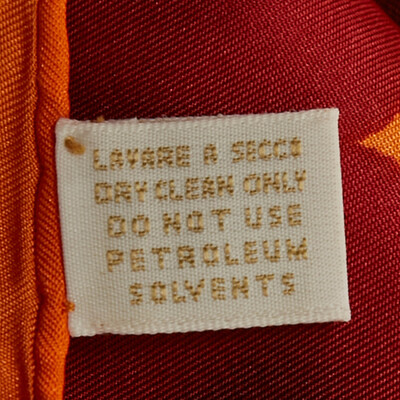 LAVARE A SECCO
DRY CLEAN ONLY
DO NOT USE
PETROLEUM
SOLVENTS